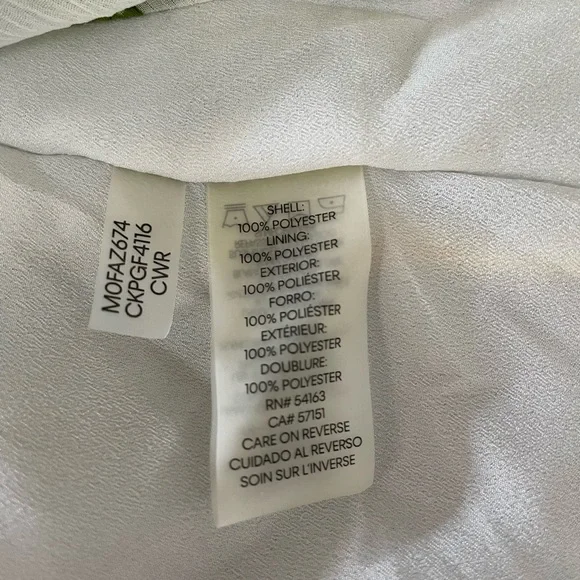 M0FAZ674
CKPGF4116
CWR
SHELL:
100% POLYESTER
LINING:
100% POLYESTER
EXTERIOR:
100% POLIÉSTER
FORRO:
100% POLIÉSTER
EXTÉRIEUR:
100% POLYESTER
DOUBLURE:
100% POLYESTER
RN# 54163
CA# 57151
CARE ON REVERSE
CUIDADO AL REVERSO
SOIN SUR L'INVERSE